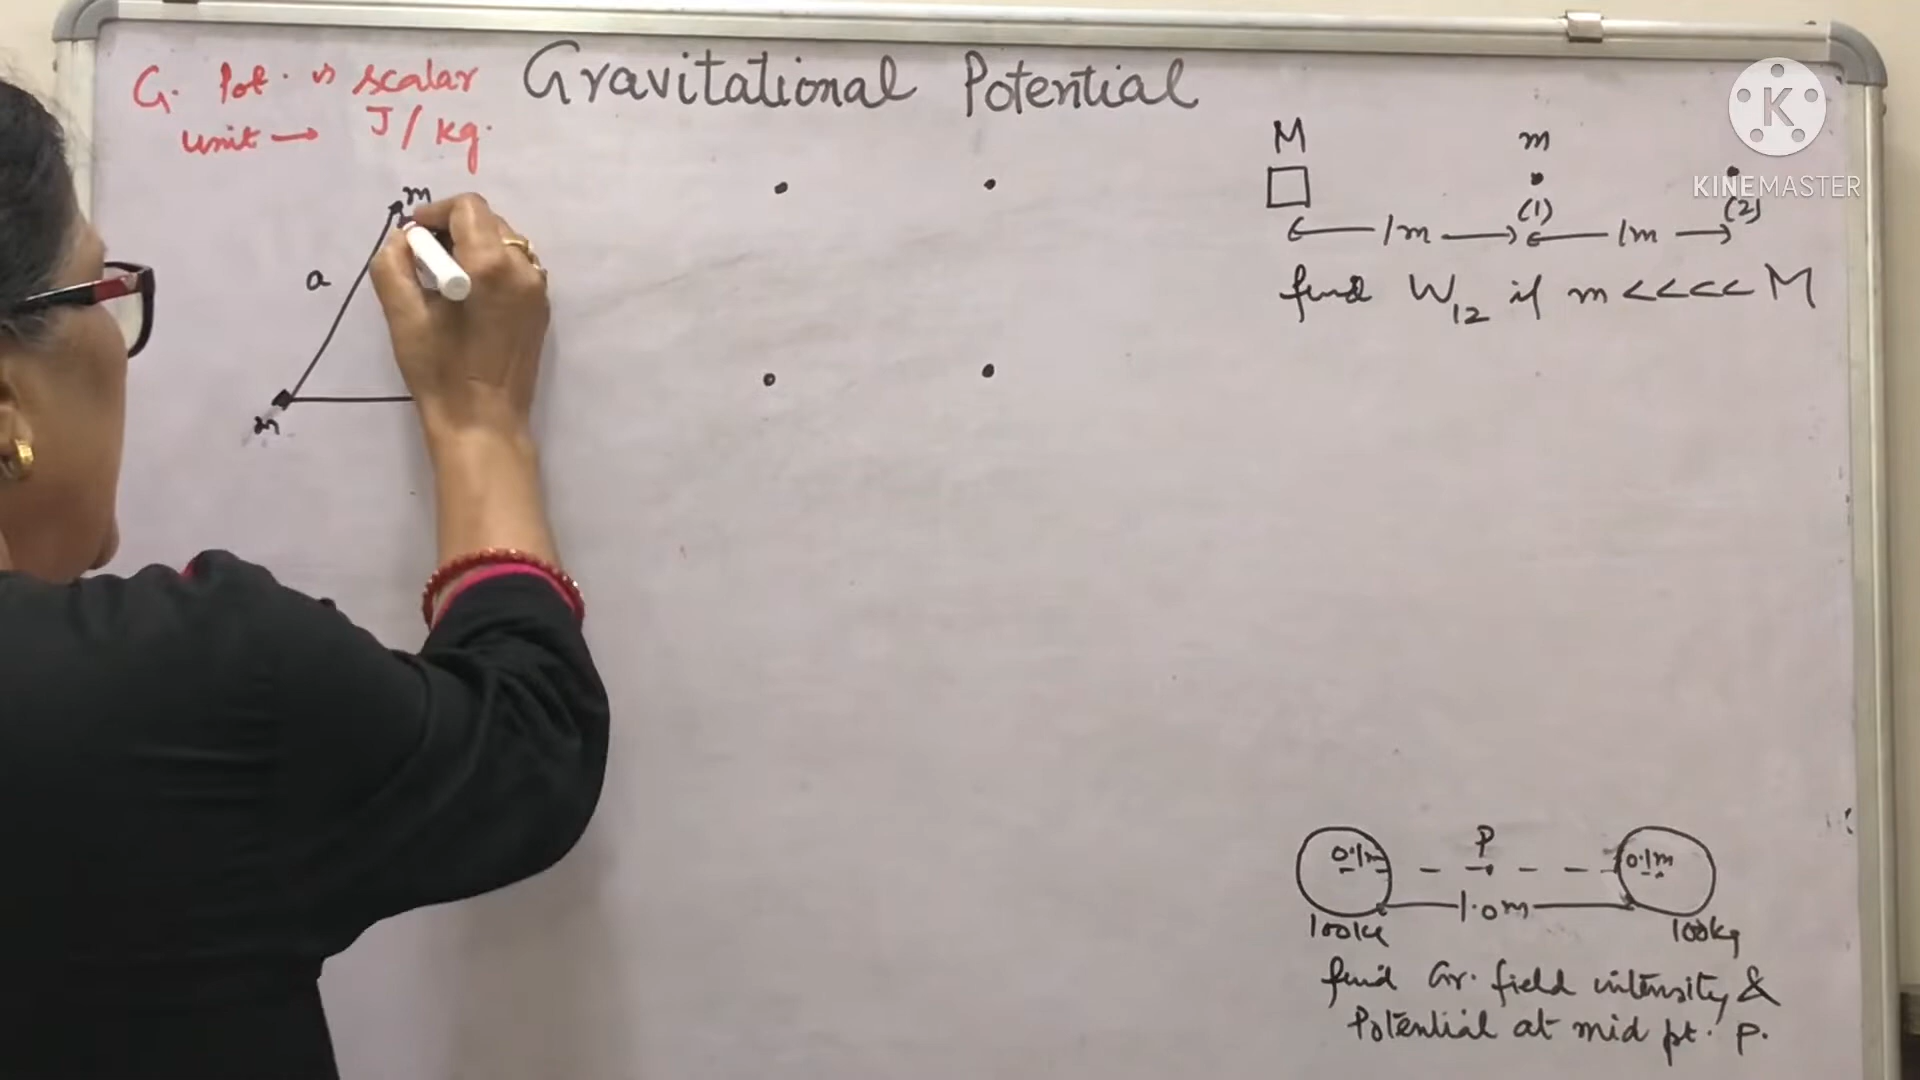 Gravitational Potential
G. Pot. is scalar
unit → J/kg.
m
a
m
M m
(1) (2)
1m 1m
find W12 if m <<<< M
K
KINEMASTER
P
0.1m 0.1m
1.0m
100kg 100kg
find Gr. field intensity &
Potential at mid pt. P.